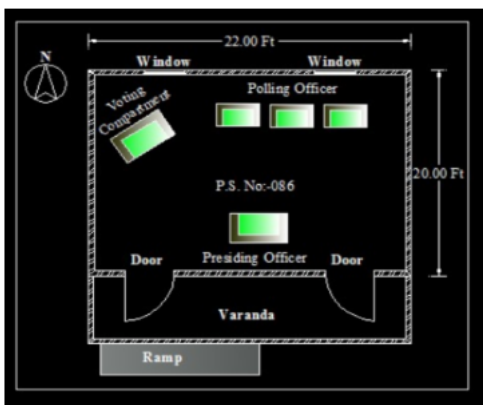 22.00 Ft
N
Window
Window
Voting
Compartment
Polling Officer
20.00 Ft
P.S. No:-086
Presiding Officer
Door
Door
Varanda
Ramp